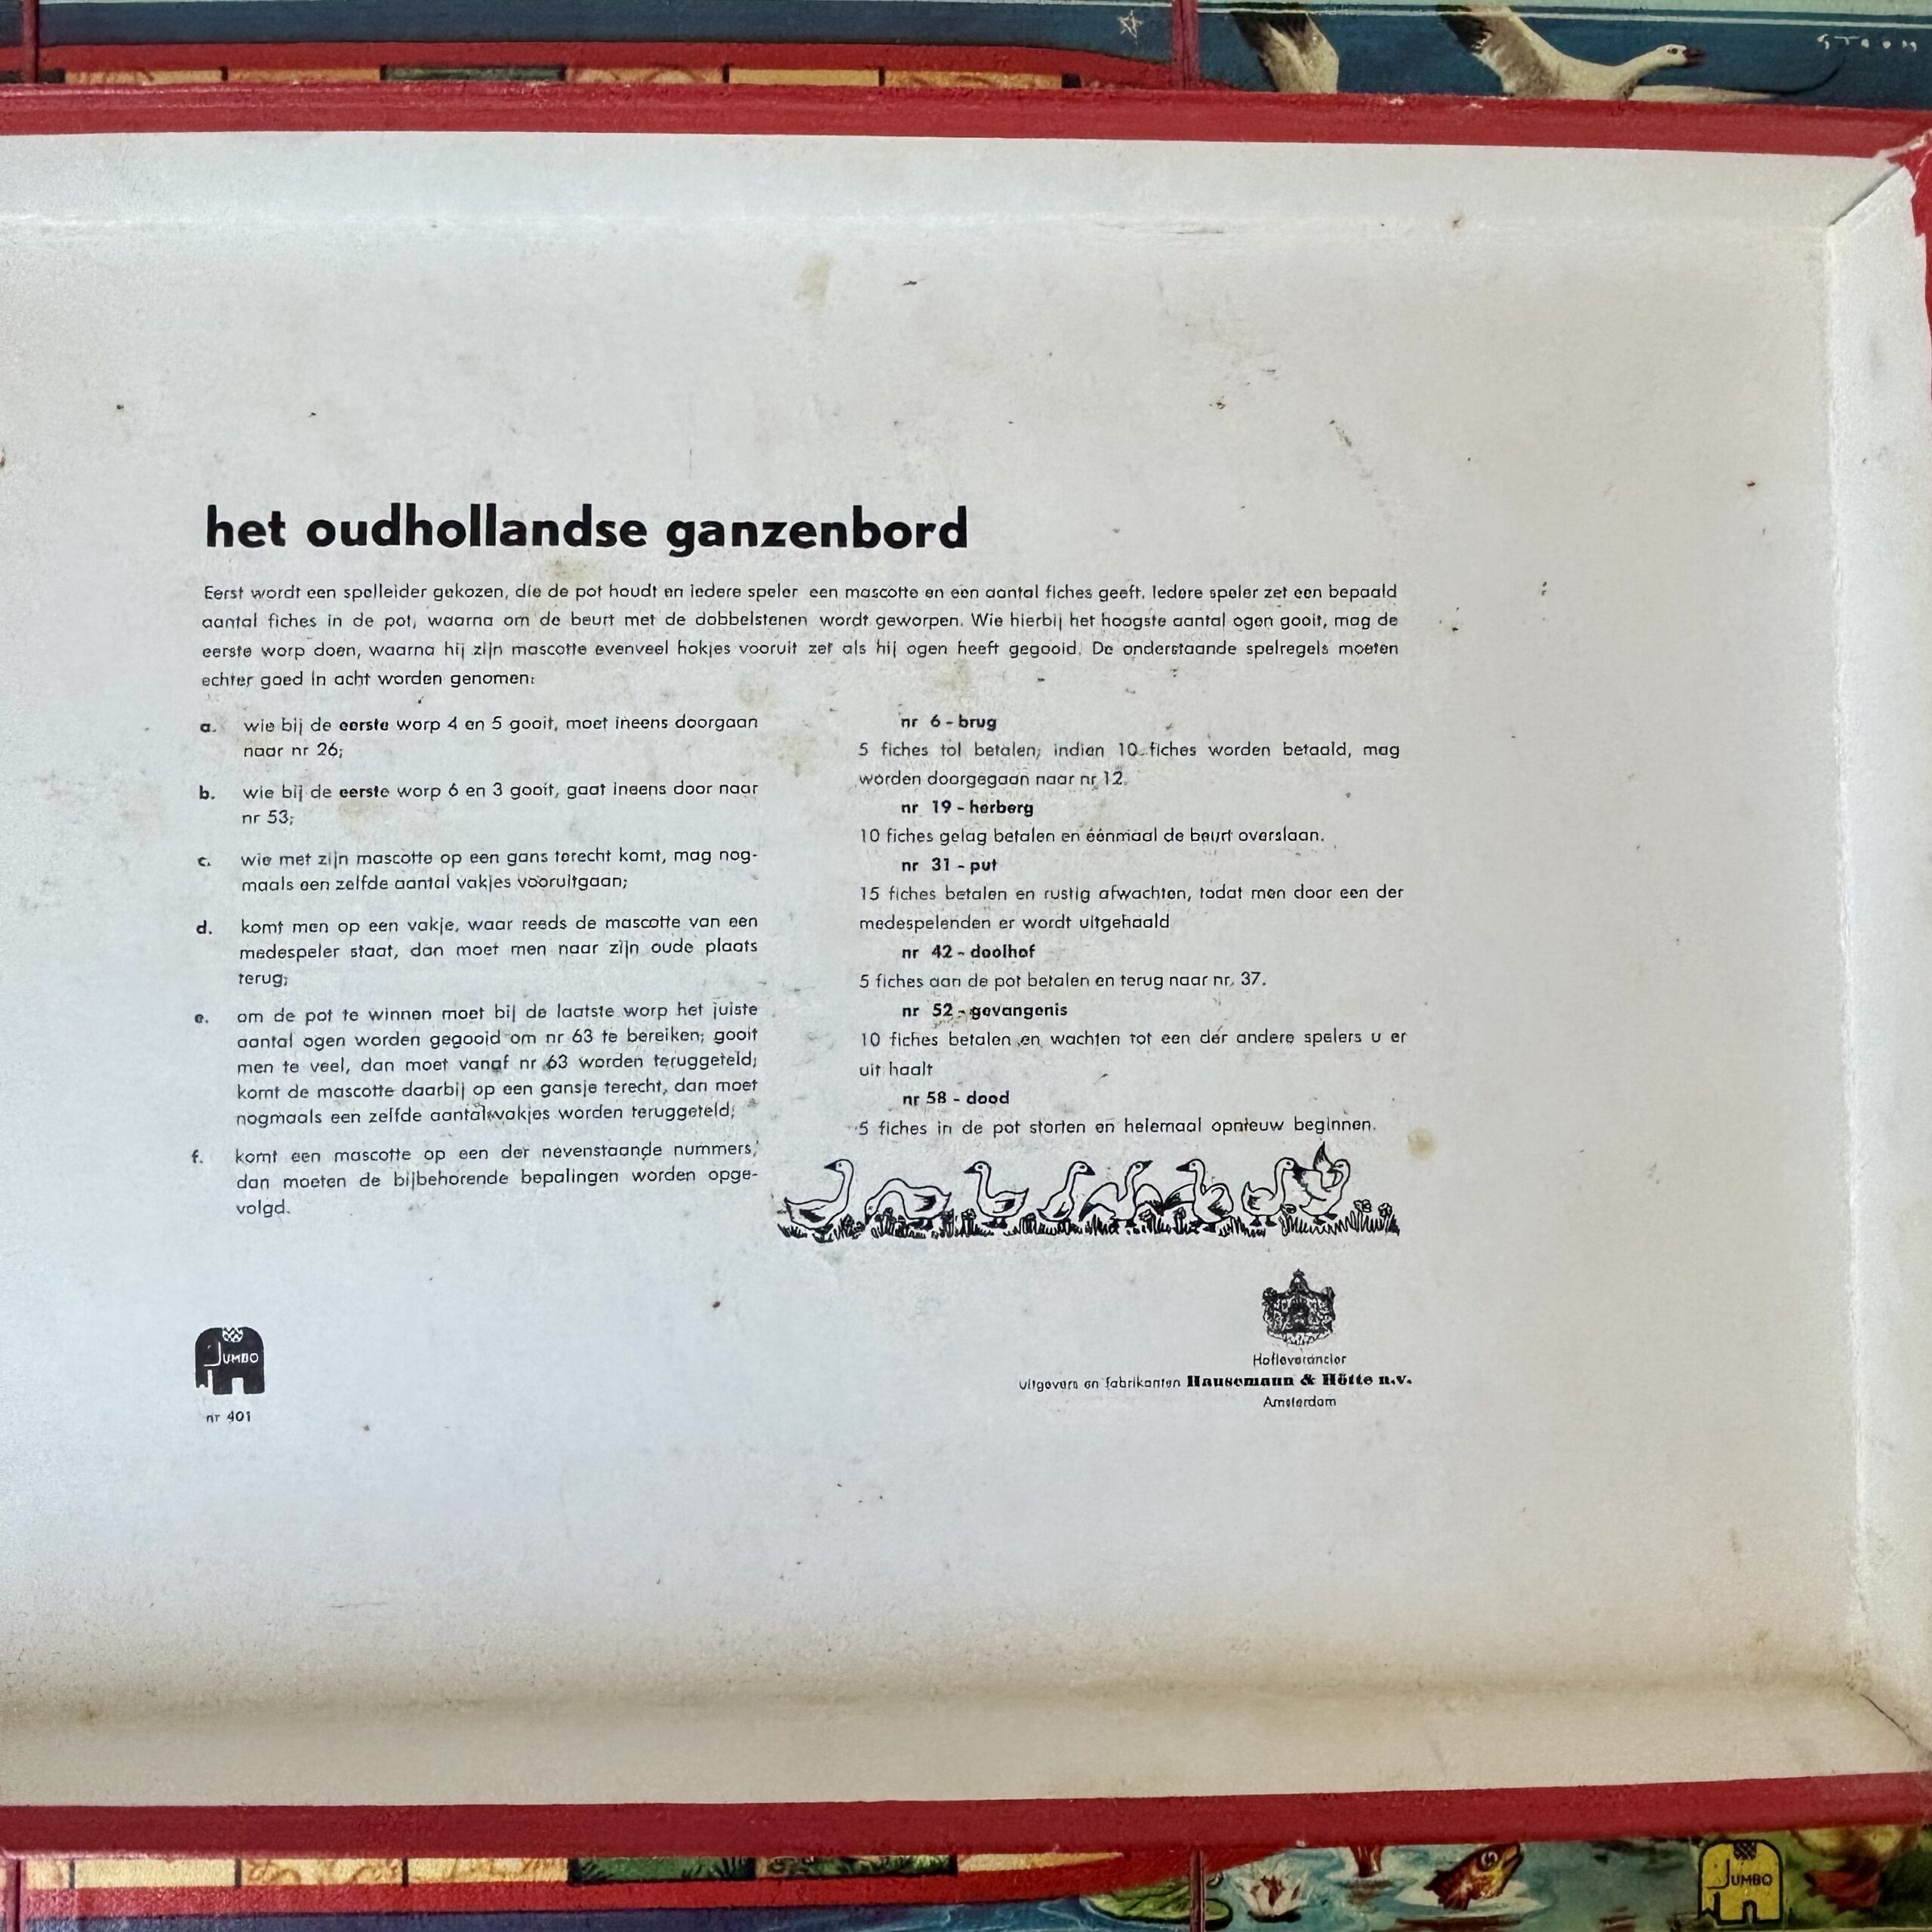 STOOM
het oudhollandse ganzenbord
Eerst wordt een spelleider gekozen, die de pot houdt en iedere speler een mascotte en een aantal fiches geeft. Iedere speler zet een bepaald
aantal fiches in de pot, waarna om de beurt met de dobbelstenen wordt geworpen. Wie hierbij het hoogste aantal ogen gooit, mag de
eerste worp doen, waarna hij zijn mascotte evenveel hokjes vooruit zet als hij ogen heeft gegooid. De onderstaande spelregels moeten
echter goed in acht worden genomen:
a. wie bij de eerste worp 4 en 5 gooit, moet ineens doorgaan
naar nr 26;
b. wie bij de eerste worp 6 en 3 gooit, gaat ineens door naar
nr 53;
c. wie met zijn mascotte op een gans terecht komt, mag nog-
maals een zelfde aantal vakjes vooruitgaan;
d. komt men op een vakje, waar reeds de mascotte van een
medespeler staat, dan moet men naar zijn oude plaats
terug;
e. om de pot te winnen moet bij de laatste worp het juiste
aantal ogen worden gegooid om nr 63 te bereiken; gooit
men te veel, dan moet vanaf nr 63 worden teruggeteld;
komt de mascotte daarbij op een gansje terecht, dan moet
nogmaals een zelfde aantal vakjes worden teruggeteld;
f. komt een mascotte op een der nevenstaande nummers,
dan moeten de bijbehorende bepalingen worden opge-
volgd.
nr 6 - brug
5 fiches tol betalen; indien 10 fiches worden betaald, mag
worden doorgegaan naar nr 12.
nr 19 - herberg
10 fiches gelag betalen en éénmaal de beurt overslaan.
nr 31 - put
15 fiches betalen en rustig afwachten, totdat men door een der
medespelenden er wordt uitgehaald
nr 42 - doolhof
5 fiches aan de pot betalen en terug naar nr. 37.
nr 52 - gevangenis
10 fiches betalen en wachten tot een der andere spelers u er
uit haalt
nr 58 - dood
5 fiches in de pot storten en helemaal opnieuw beginnen.
JUMBO
nr 401
Hofleverancier
uitgevers en fabrikanten Hausemann & Hötte n.v.
Amsterdam
JUMBO